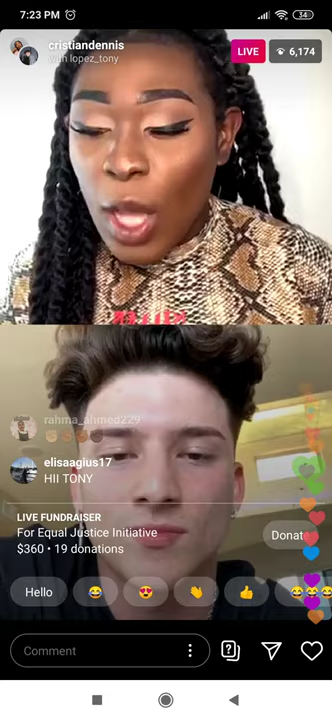 7:23 PM
34
cristiandennis
with lopez_tony
LIVE
6,174
rahma_ahmed229
elisaagius17
HII TONY
LIVE FUNDRAISER
For Equal Justice Initiative
$360 • 19 donations
Donate
Hello
Comment